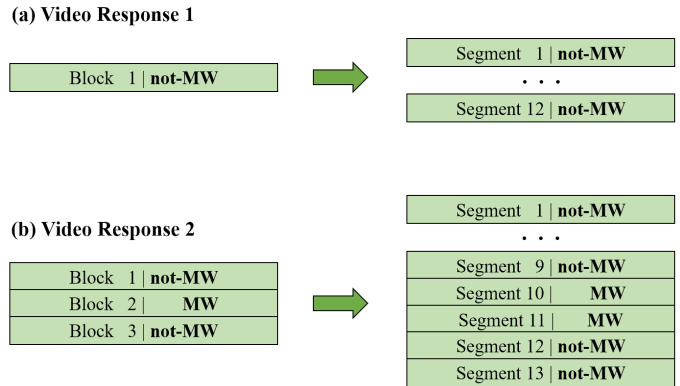 (a) Video Response 1
Block 1 | not-MW
Segment 1 | not-MW
. . .
Segment 12 | not-MW
(b) Video Response 2
Block 1 | not-MW
Block 2 | MW
Block 3 | not-MW
Segment 1 | not-MW
. . .
Segment 9 | not-MW
Segment 10 | MW
Segment 11 | MW
Segment 12 | not-MW
Segment 13 | not-MW